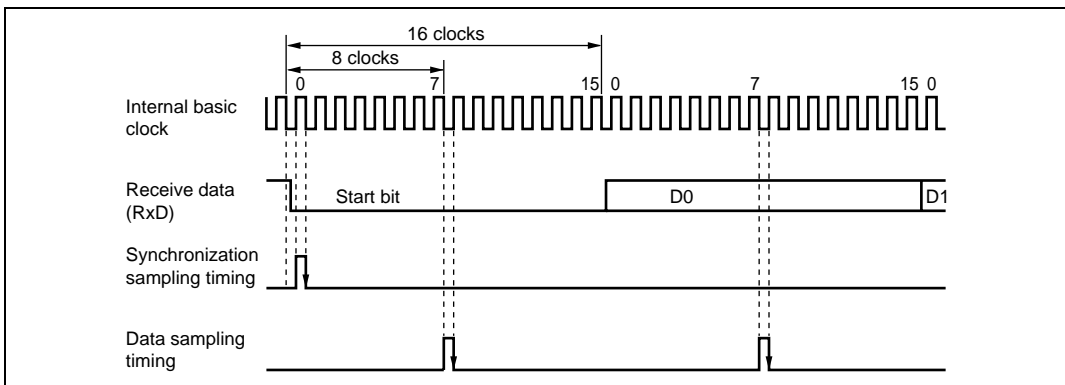 16 clocks
8 clocks
0 7 15 0 7 15 0
Internal basic
clock
Receive data
(RxD)
Start bit D0 D1
Synchronization
sampling timing
Data sampling
timing